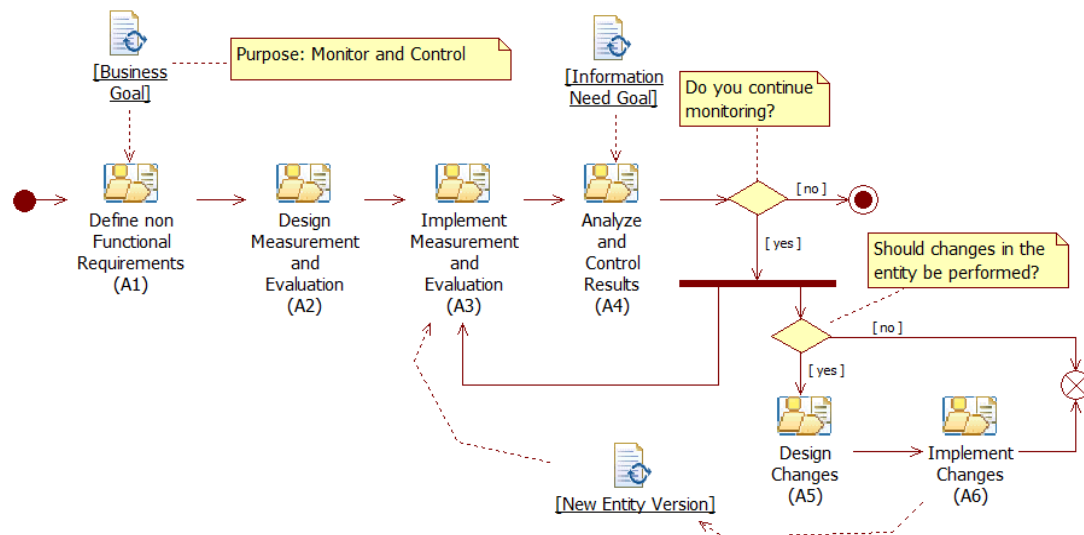 [Business
Goal]
Purpose: Monitor and Control
[Information
Need Goal]
Do you continue
monitoring?
Define non
Functional
Requirements
(A1)
Design
Measurement
and
Evaluation
(A2)
Implement
Measurement
and
Evaluation
(A3)
Analyze
and
Control
Results
(A4)
[ no ]
[ yes ]
Should changes in the
entity be performed?
[ no ]
[ yes ]
Design
Changes
(A5)
Implement
Changes
(A6)
[New Entity Version]